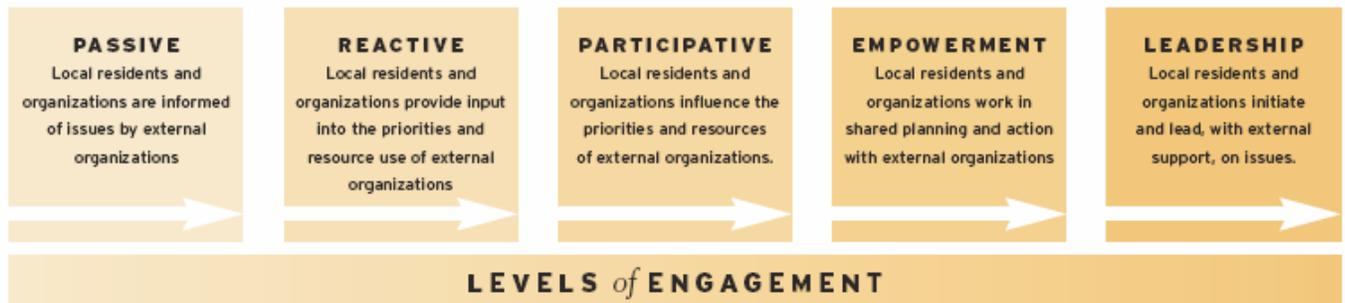 PASSIVE
Local residents and
organizations are informed
of issues by external
organizations
REACTIVE
Local residents and
organizations provide input
into the priorities and
resource use of external
organizations
PARTICIPATIVE
Local residents and
organizations influence the
priorities and resources
of external organizations.
EMPOWERMENT
Local residents and
organizations work in
shared planning and action
with external organizations
LEADERSHIP
Local residents and
organizations initiate
and lead, with external
support, on issues.
LEVELS of ENGAGEMENT